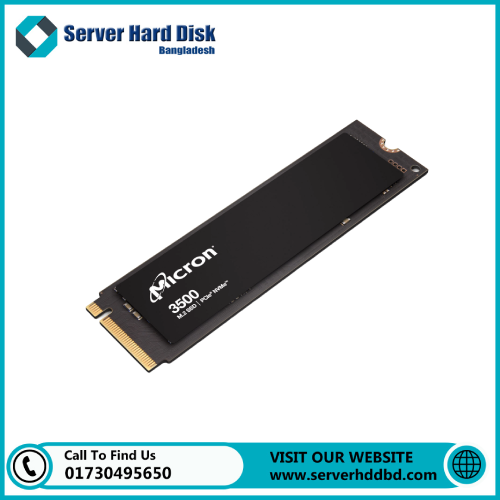 Server Hard Disk
Bangladesh
Micron®
3500
M.2 SSD | PCIe® NVMe™
Call To Find Us
01730495650
VISIT OUR WEBSITE
www.serverhddbd.com